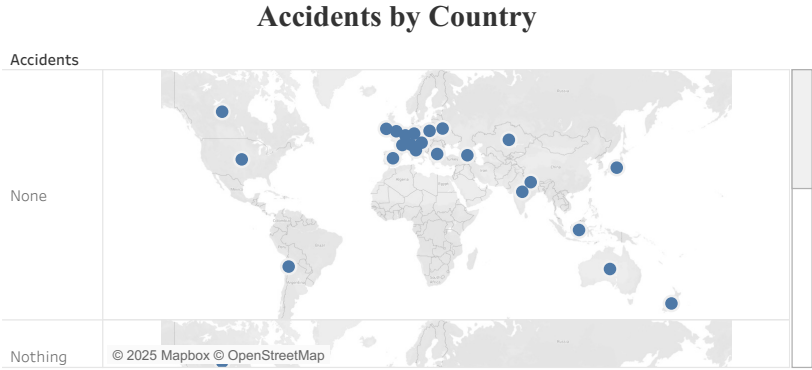 Accidents by Country
Accidents
None
Nothing
© 2025 Mapbox © OpenStreetMap